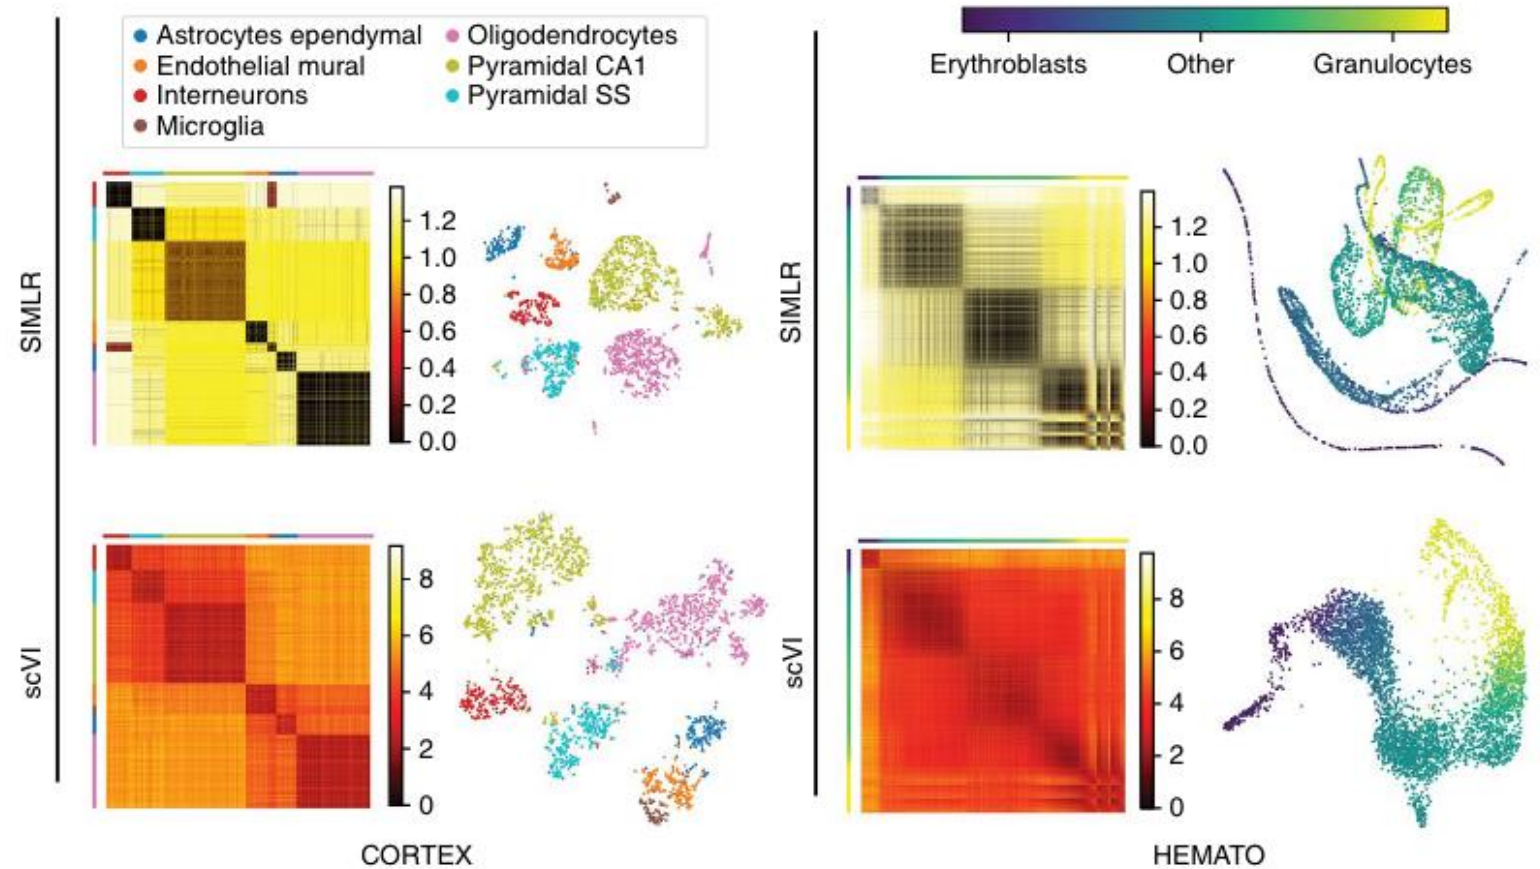 Astrocytes ependymal
Endothelial mural
Interneurons
Microglia
Oligodendrocytes
Pyramidal CA1
Pyramidal SS
Erythroblasts Other Granulocytes
SIMLR
1.2
1.0
0.8
0.6
0.4
0.2
0.0
SIMLR
1.2
1.0
0.8
0.6
0.4
0.2
0.0
scVI
8
6
4
2
0
scVI
8
6
4
2
0
CORTEX
HEMATO